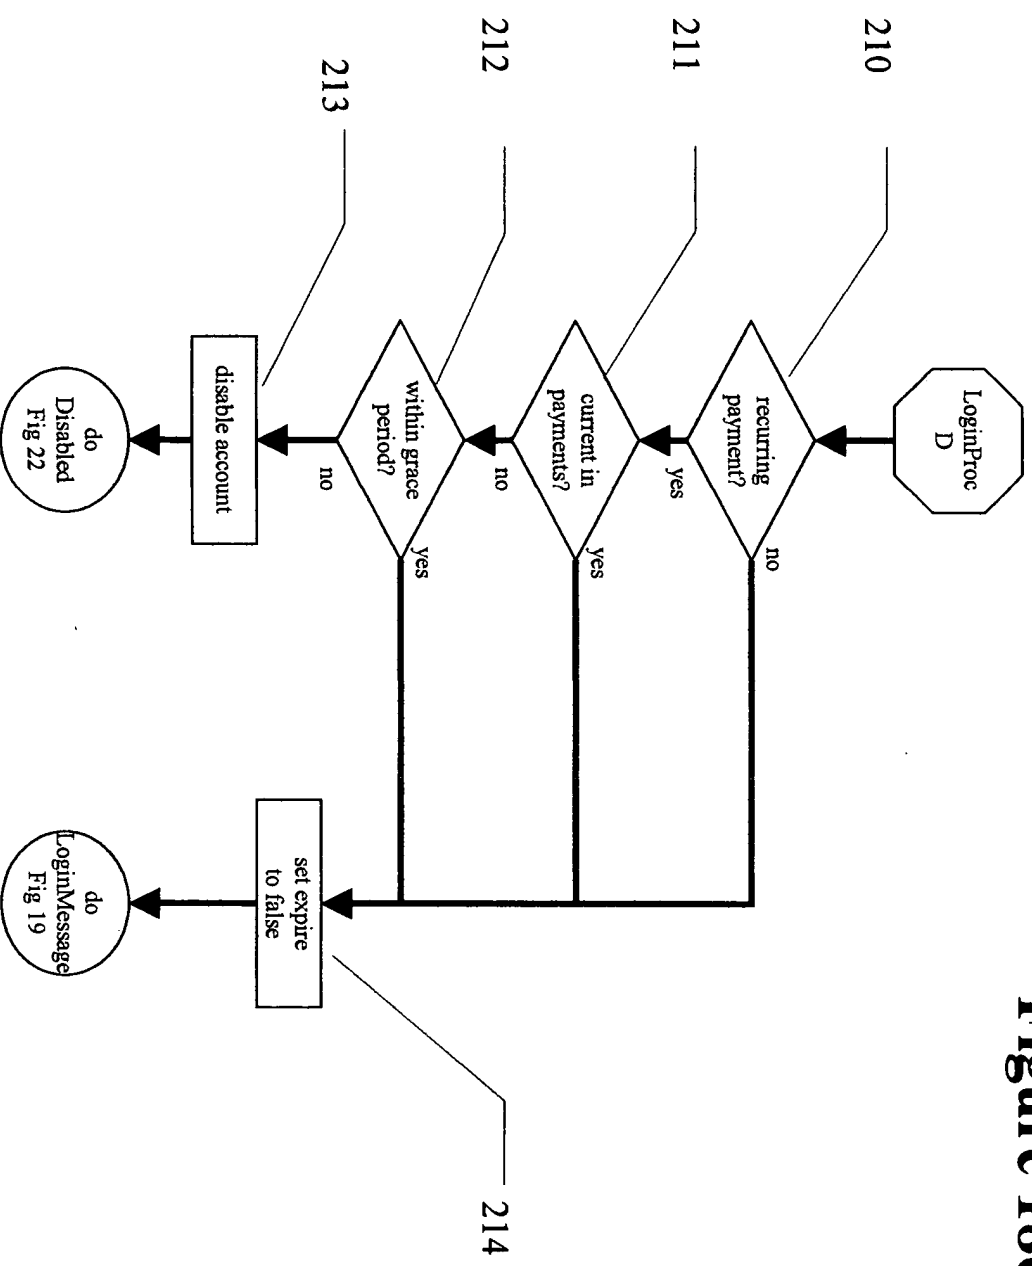 LoginProc
D
210
recurring
payment?
no
yes
211
current in
payments?
yes
no
212
within grace
period?
yes
no
213
disable account
set expire
to false
214
do
Disabled
Fig 22
do
LoginMessage
Fig 19
Figure